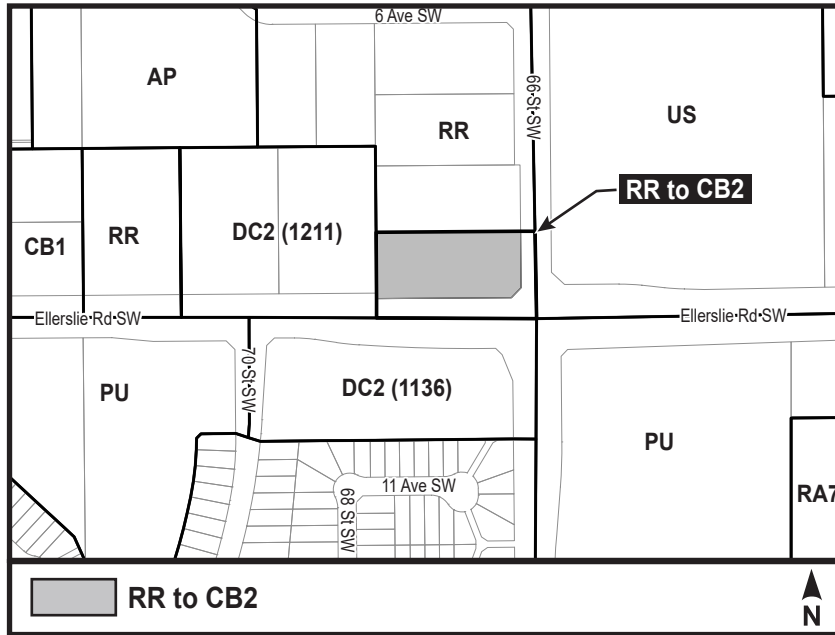 6 Ave SW
AP
66 St SW
US
RR
RR to CB2
RR
DC2 (1211)
CB1
Ellerslie Rd SW
Ellerslie Rd SW
70 St SW
PU
DC2 (1136)
PU
11 Ave SW
68 St SW
RA7
RR to CB2
N